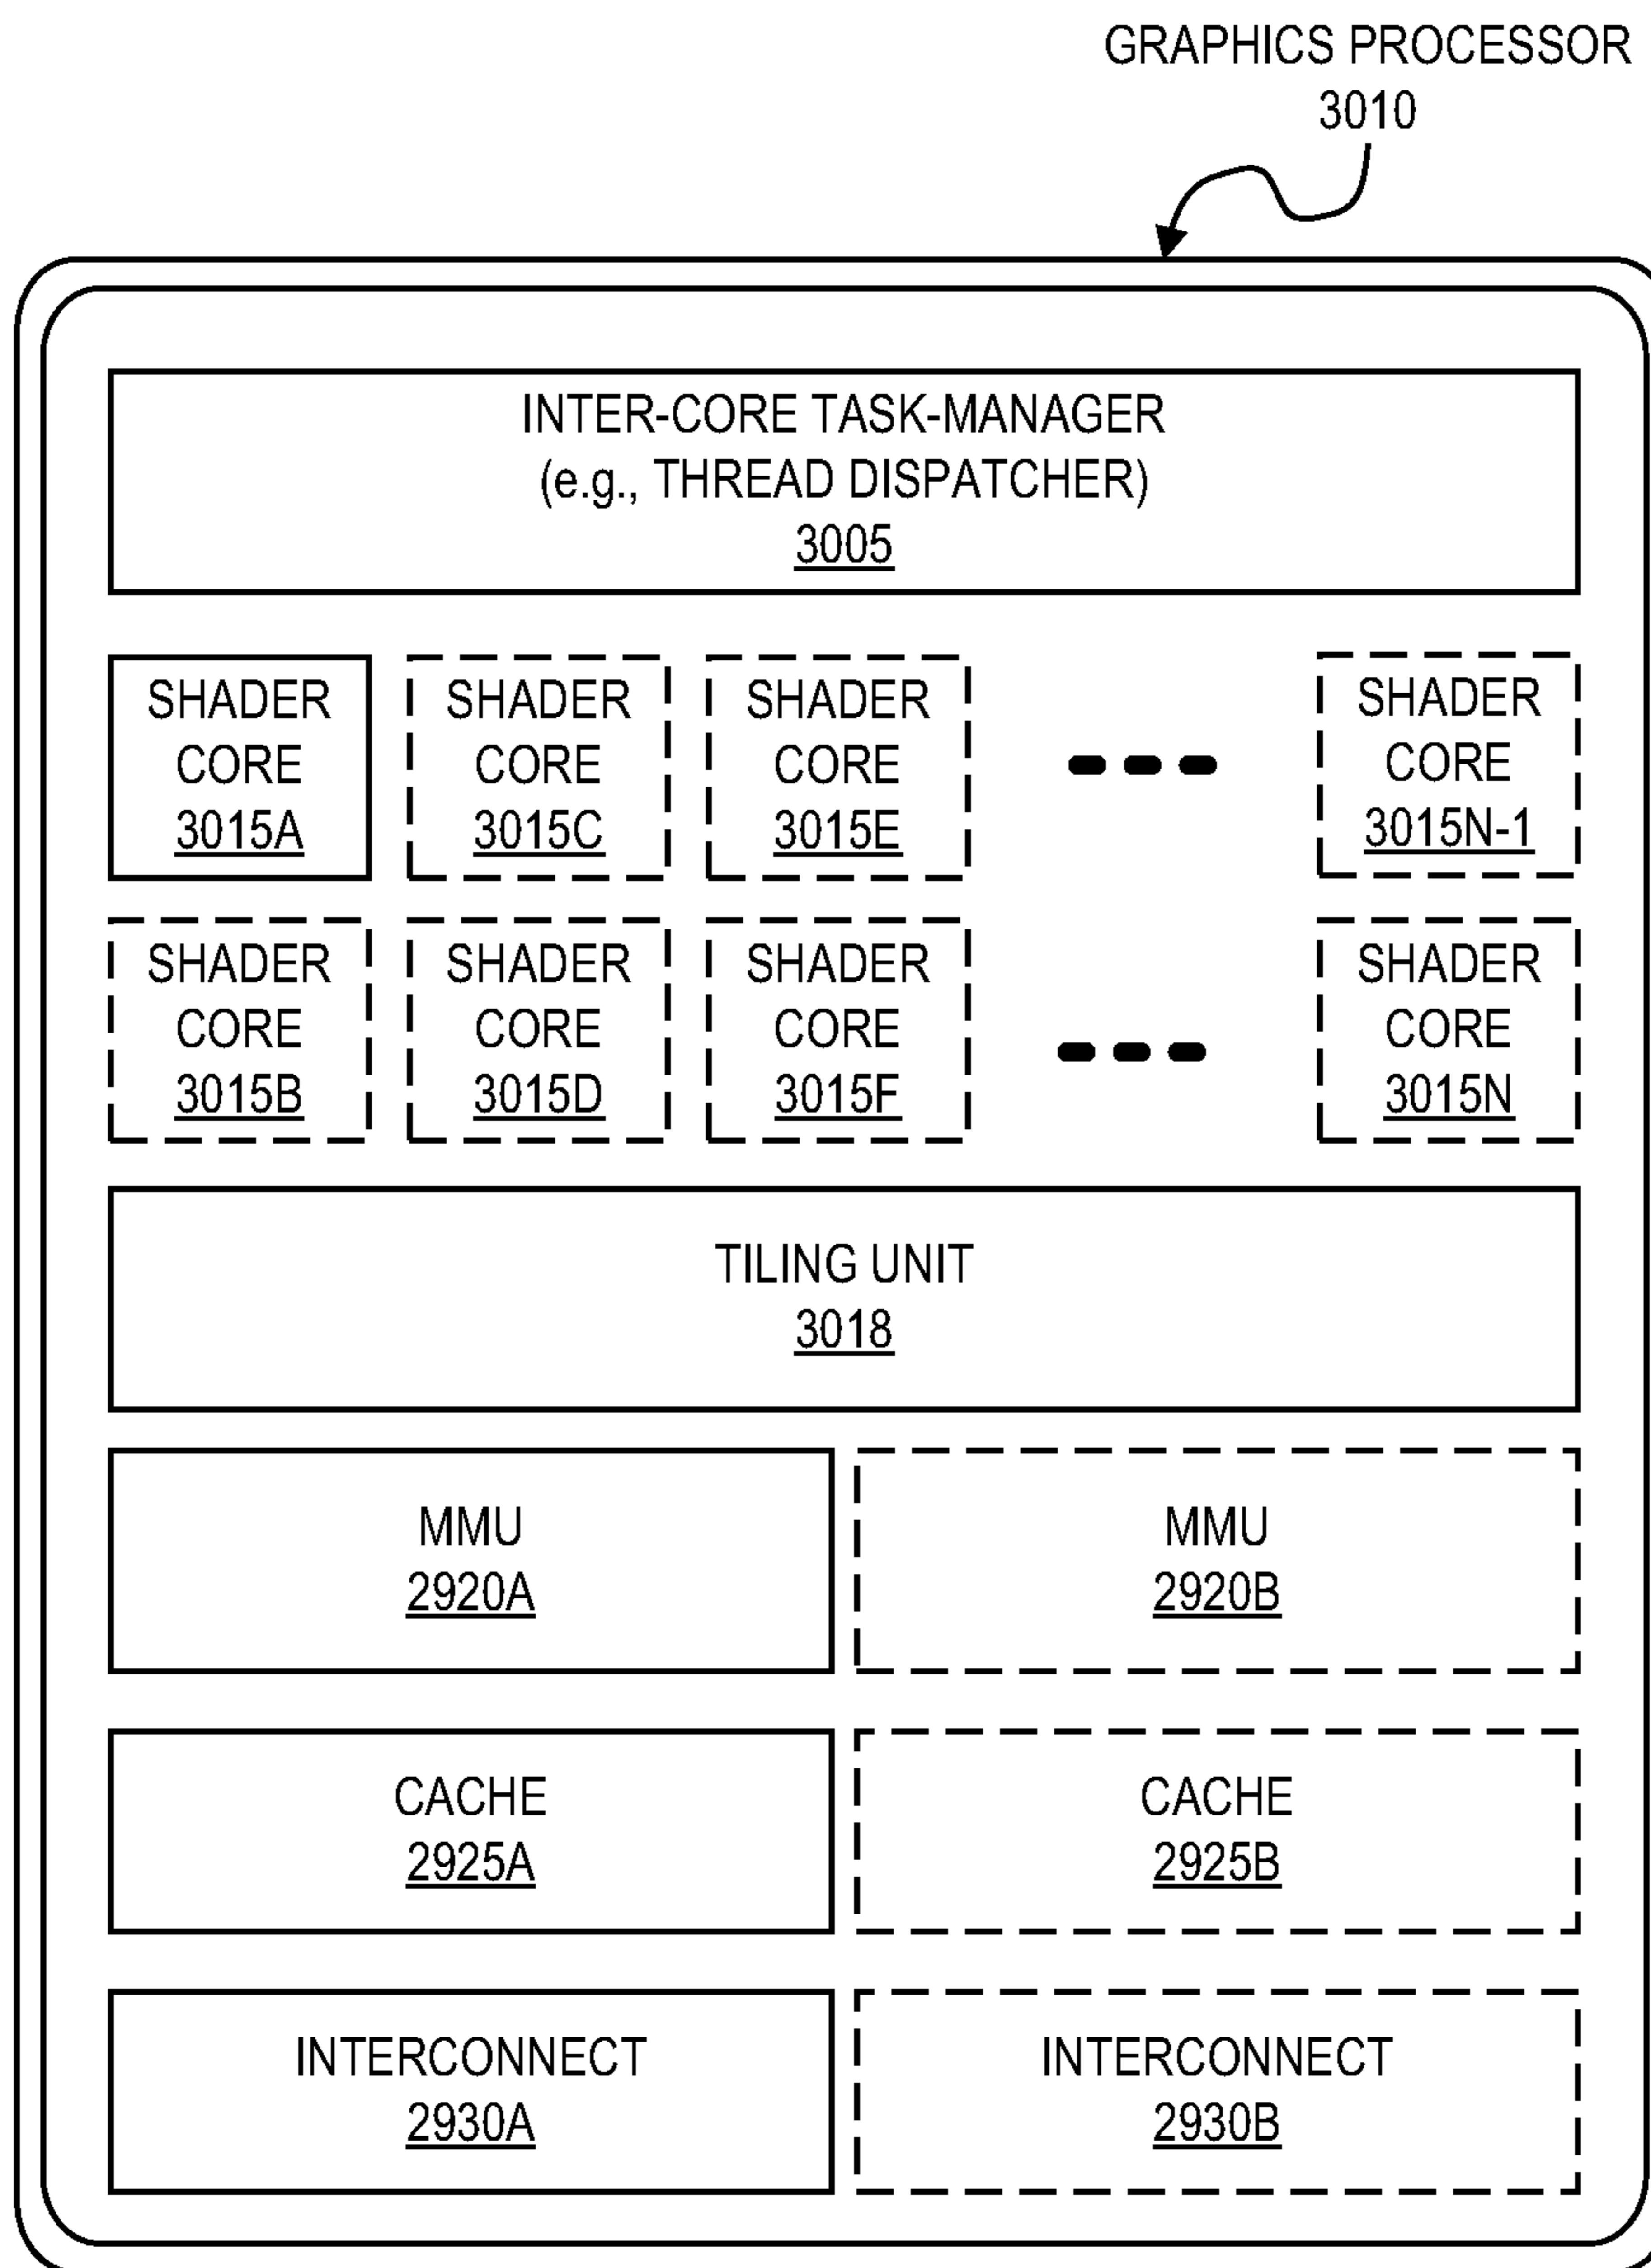 GRAPHICS PROCESSOR
3010
INTER-CORE TASK-MANAGER
(e.g., THREAD DISPATCHER)
3005
SHADER
CORE
3015A
SHADER
CORE
3015C
SHADER
CORE
3015E
SHADER
CORE
3015N-1
SHADER
CORE
3015B
SHADER
CORE
3015D
SHADER
CORE
3015F
SHADER
CORE
3015N
TILING UNIT
3018
MMU
2920A
MMU
2920B
CACHE
2925A
CACHE
2925B
INTERCONNECT
2930A
INTERCONNECT
2930B